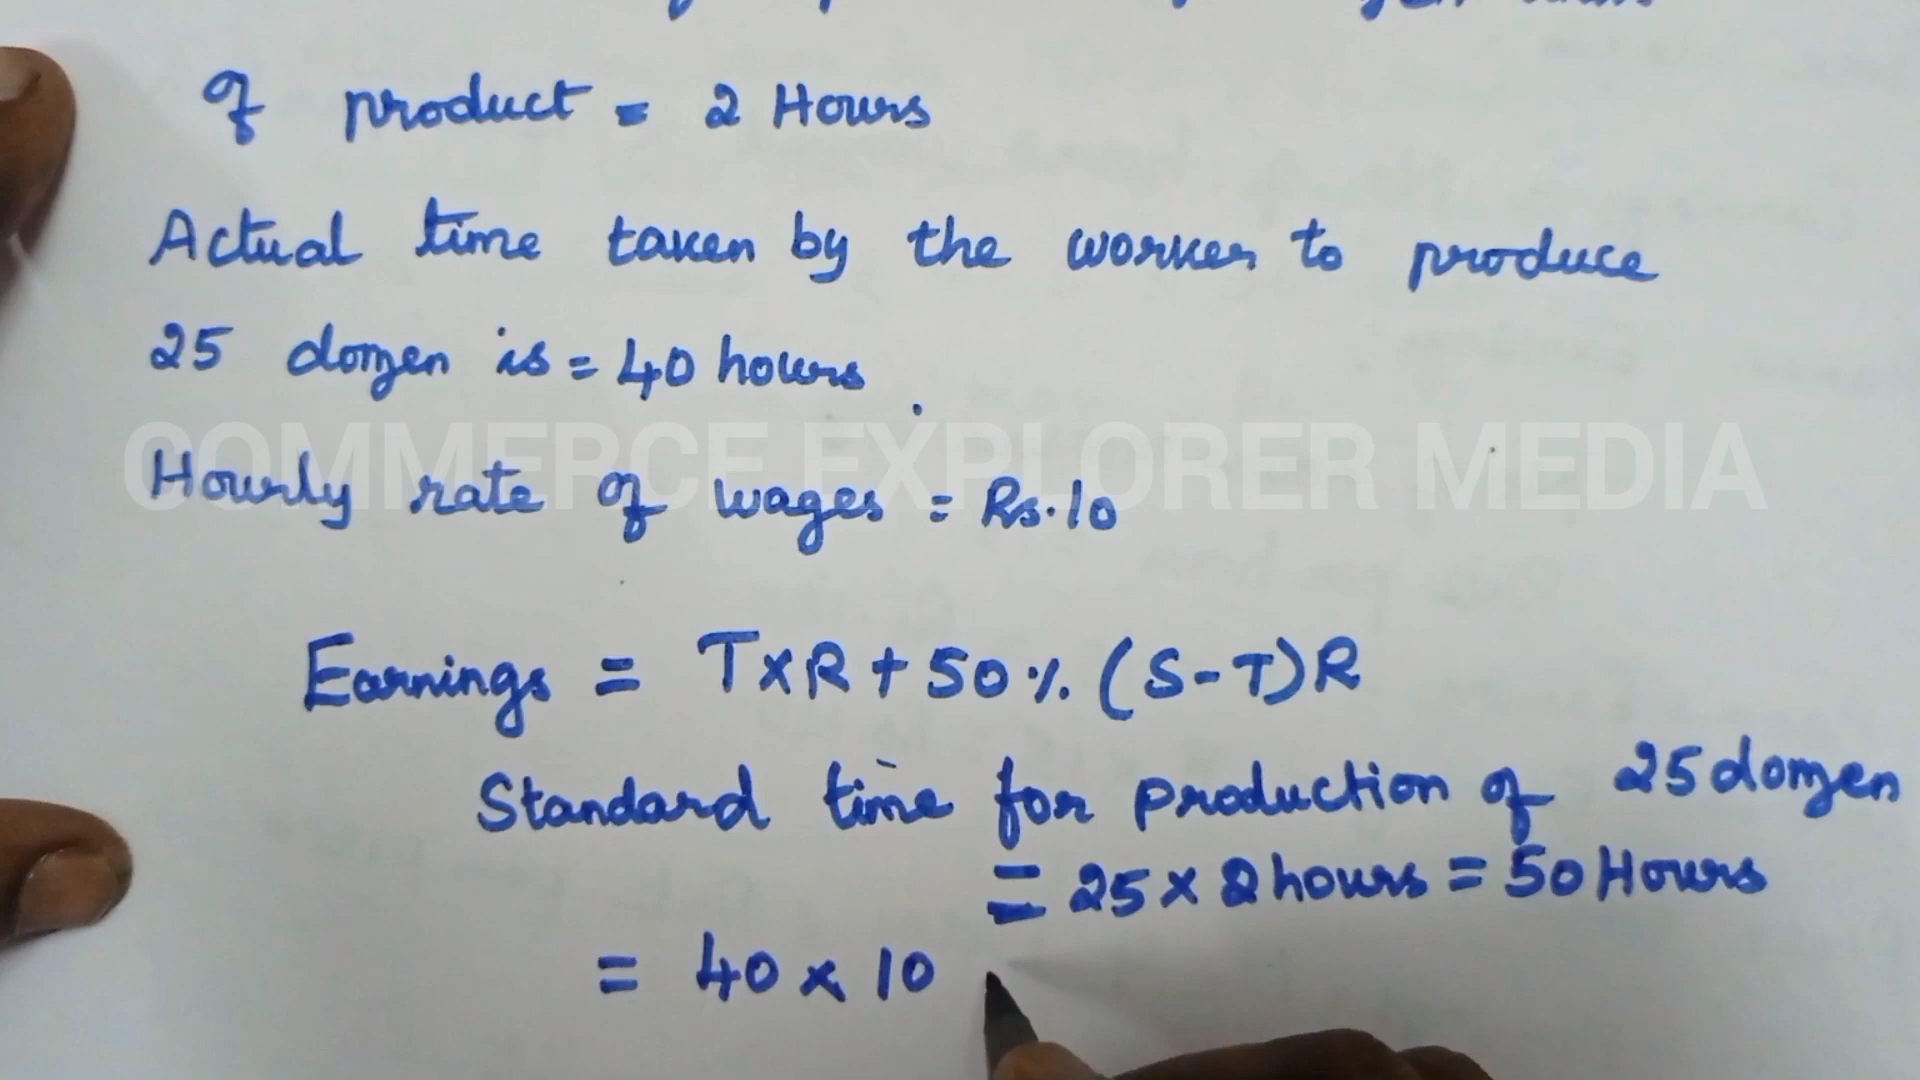 of product = 2 Hours
Actual time taken by the worker to produce
25 dozen is = 40 hours
COMMERCE EXPLORER MEDIA
Hourly rate of wages = Rs.10
Earnings = T×R + 50% (S-T)R
Standard time for production of 25 dozen
= 25 × 2 hours = 50 Hours
= 40 × 10